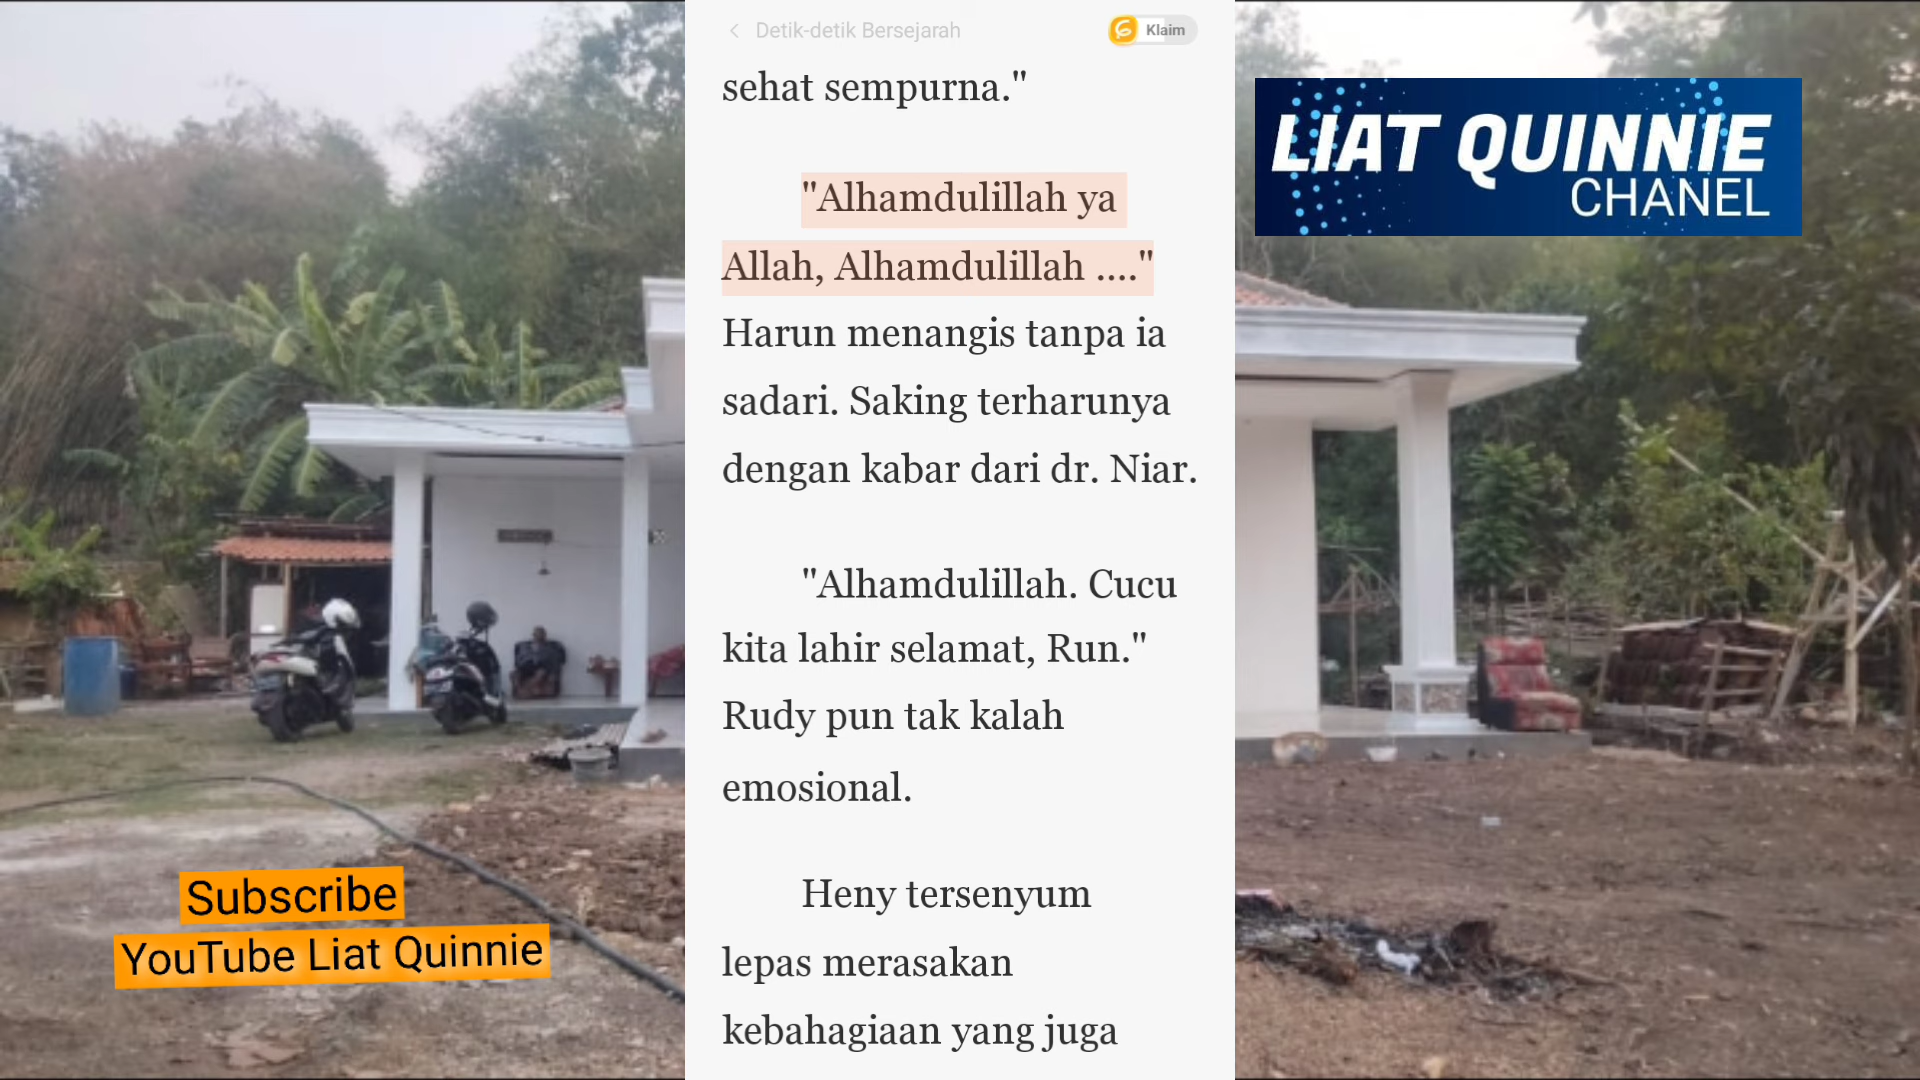 Detik-detik Bersejarah
Klaim
sehat sempurna."
"Alhamdulillah ya
Allah, Alhamdulillah ...."
Harun menangis tanpa ia
sadari. Saking terharunya
dengan kabar dari dr. Niar.
"Alhamdulillah. Cucu
kita lahir selamat, Run."
Rudy pun tak kalah
emosional.
Heny tersenyum
lepas merasakan
kebahagiaan yang juga
LIAT QUINNIE
CHANEL
Subscribe
YouTube Liat Quinnie